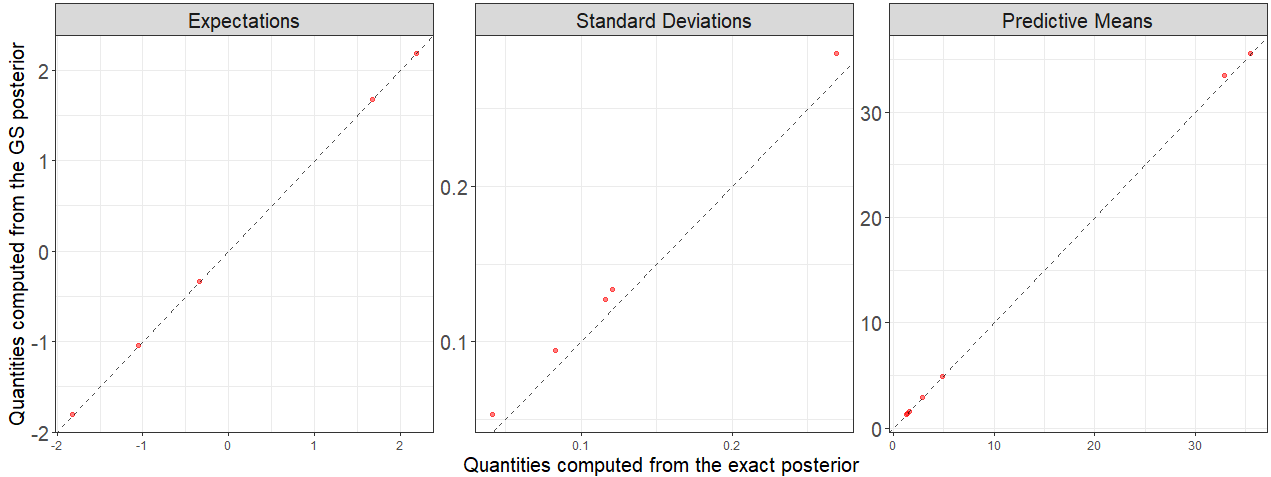 Expectations
Standard Deviations
Predictive Means
Quantities computed from the GS posterior
2
1
0
-1
-2
0.2
0.1
30
20
10
0
-2 -1 0 1 2
0.1 0.2
0 10 20 30
Quantities computed from the exact posterior